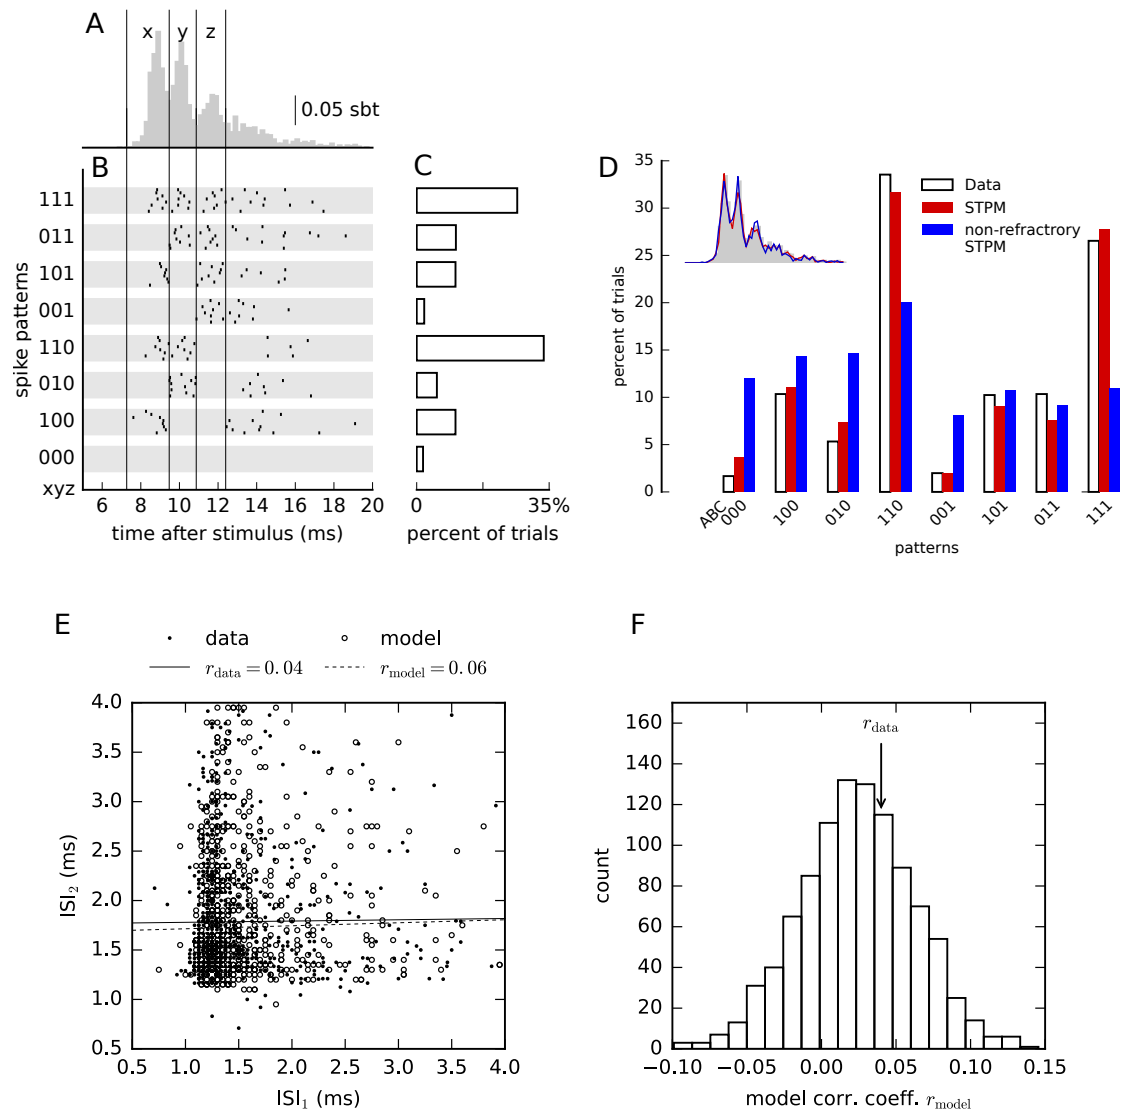 A
x y z
0.05 sbt
B
C
spike patterns
111
011
101
001
110
010
100
000
xyz
6 8 10 12 14 16 18 20
time after stimulus (ms)
0 35%
percent of trials
D
Data
STPM
non-refractrory
STPM
percent of trials
35
30
25
20
15
10
5
0
ABC
000 100 010 110 001 101 011 111
patterns
E
data model
r_data = 0.04 r_model = 0.06
ISI₂ (ms)
4.0
3.5
3.0
2.5
2.0
1.5
1.0
0.5
0.5 1.0 1.5 2.0 2.5 3.0 3.5 4.0
ISI₁ (ms)
F
r_data
count
160
140
120
100
80
60
40
20
0
−0.10 −0.05 0.00 0.05 0.10 0.15
model corr. coeff. r_model